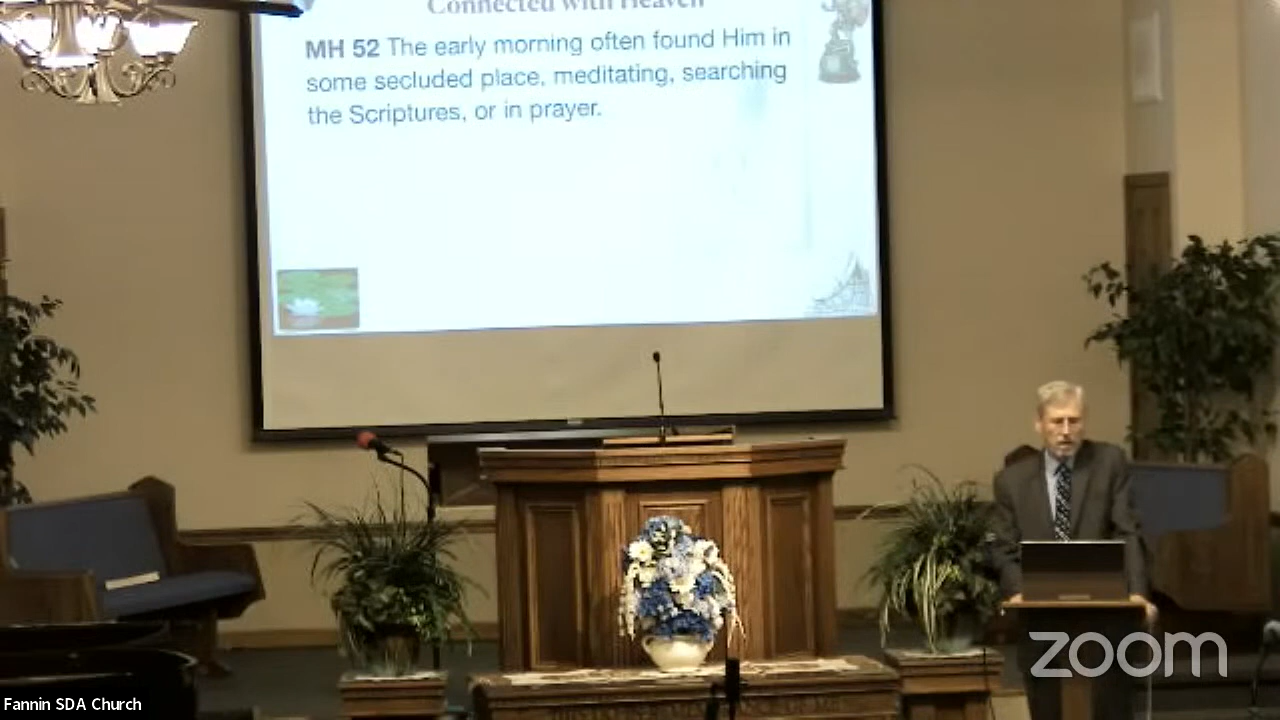 Connected with Heaven
MH 52 The early morning often found Him in
some secluded place, meditating, searching
the Scriptures, or in prayer.
zoom
Fannin SDA Church